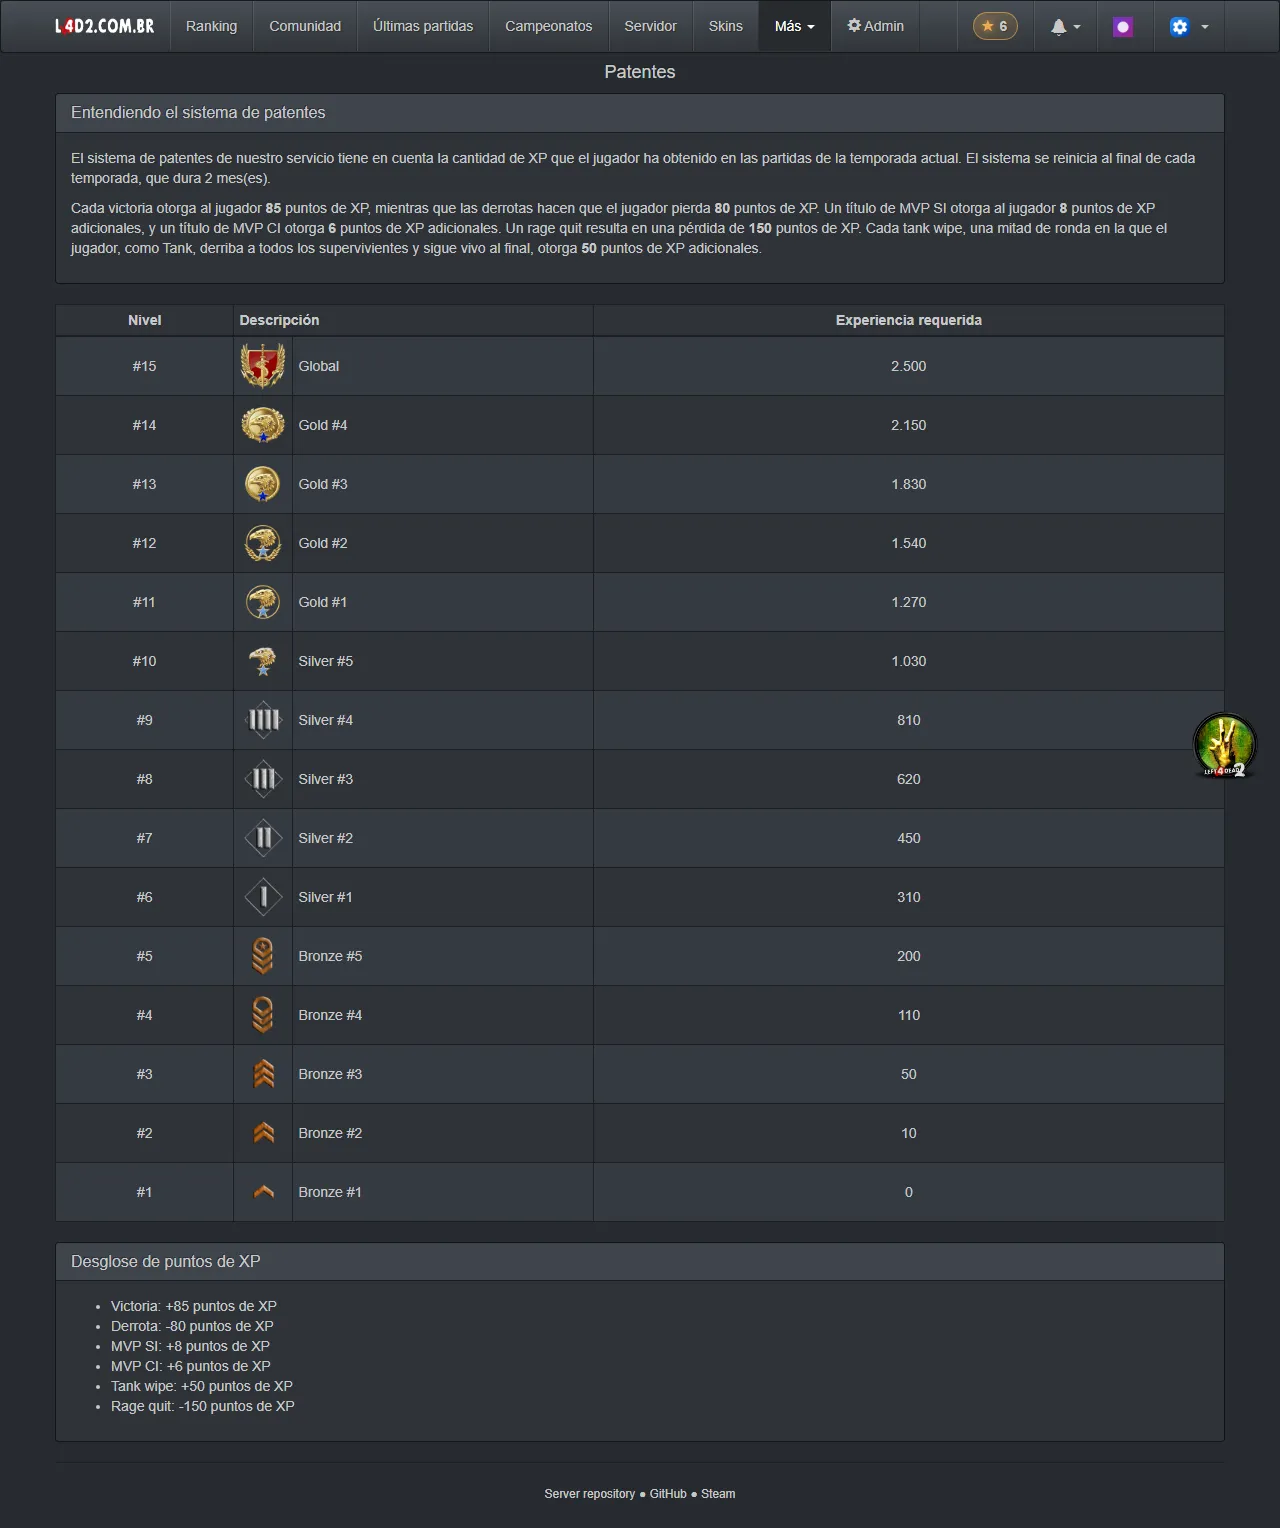 L4D2.COM.BR Ranking Comunidad Últimas partidas Campeonatos Servidor Skins Más Admin 6
Patentes
Entendiendo el sistema de patentes
El sistema de patentes de nuestro servicio tiene en cuenta la cantidad de XP que el jugador ha obtenido en las partidas de la temporada actual. El sistema se reinicia al final de cada
temporada, que dura 2 mes(es).
Cada victoria otorga al jugador 85 puntos de XP, mientras que las derrotas hacen que el jugador pierda 80 puntos de XP. Un título de MVP SI otorga al jugador 8 puntos de XP
adicionales, y un título de MVP CI otorga 6 puntos de XP adicionales. Un rage quit resulta en una pérdida de 150 puntos de XP. Cada tank wipe, una mitad de ronda en la que el
jugador, como Tank, derriba a todos los supervivientes y sigue vivo al final, otorga 50 puntos de XP adicionales.
Nivel Descripción Experiencia requerida
#15 Global 2.500
#14 Gold #4 2.150
#13 Gold #3 1.830
#12 Gold #2 1.540
#11 Gold #1 1.270
#10 Silver #5 1.030
#9 Silver #4 810
LEFT 4 DEAD 2
#8 Silver #3 620
#7 Silver #2 450
#6 Silver #1 310
#5 Bronze #5 200
#4 Bronze #4 110
#3 Bronze #3 50
#2 Bronze #2 10
#1 Bronze #1 0
Desglose de puntos de XP
• Victoria: +85 puntos de XP
• Derrota: -80 puntos de XP
• MVP SI: +8 puntos de XP
• MVP CI: +6 puntos de XP
• Tank wipe: +50 puntos de XP
• Rage quit: -150 puntos de XP
Server repository ● GitHub ● Steam